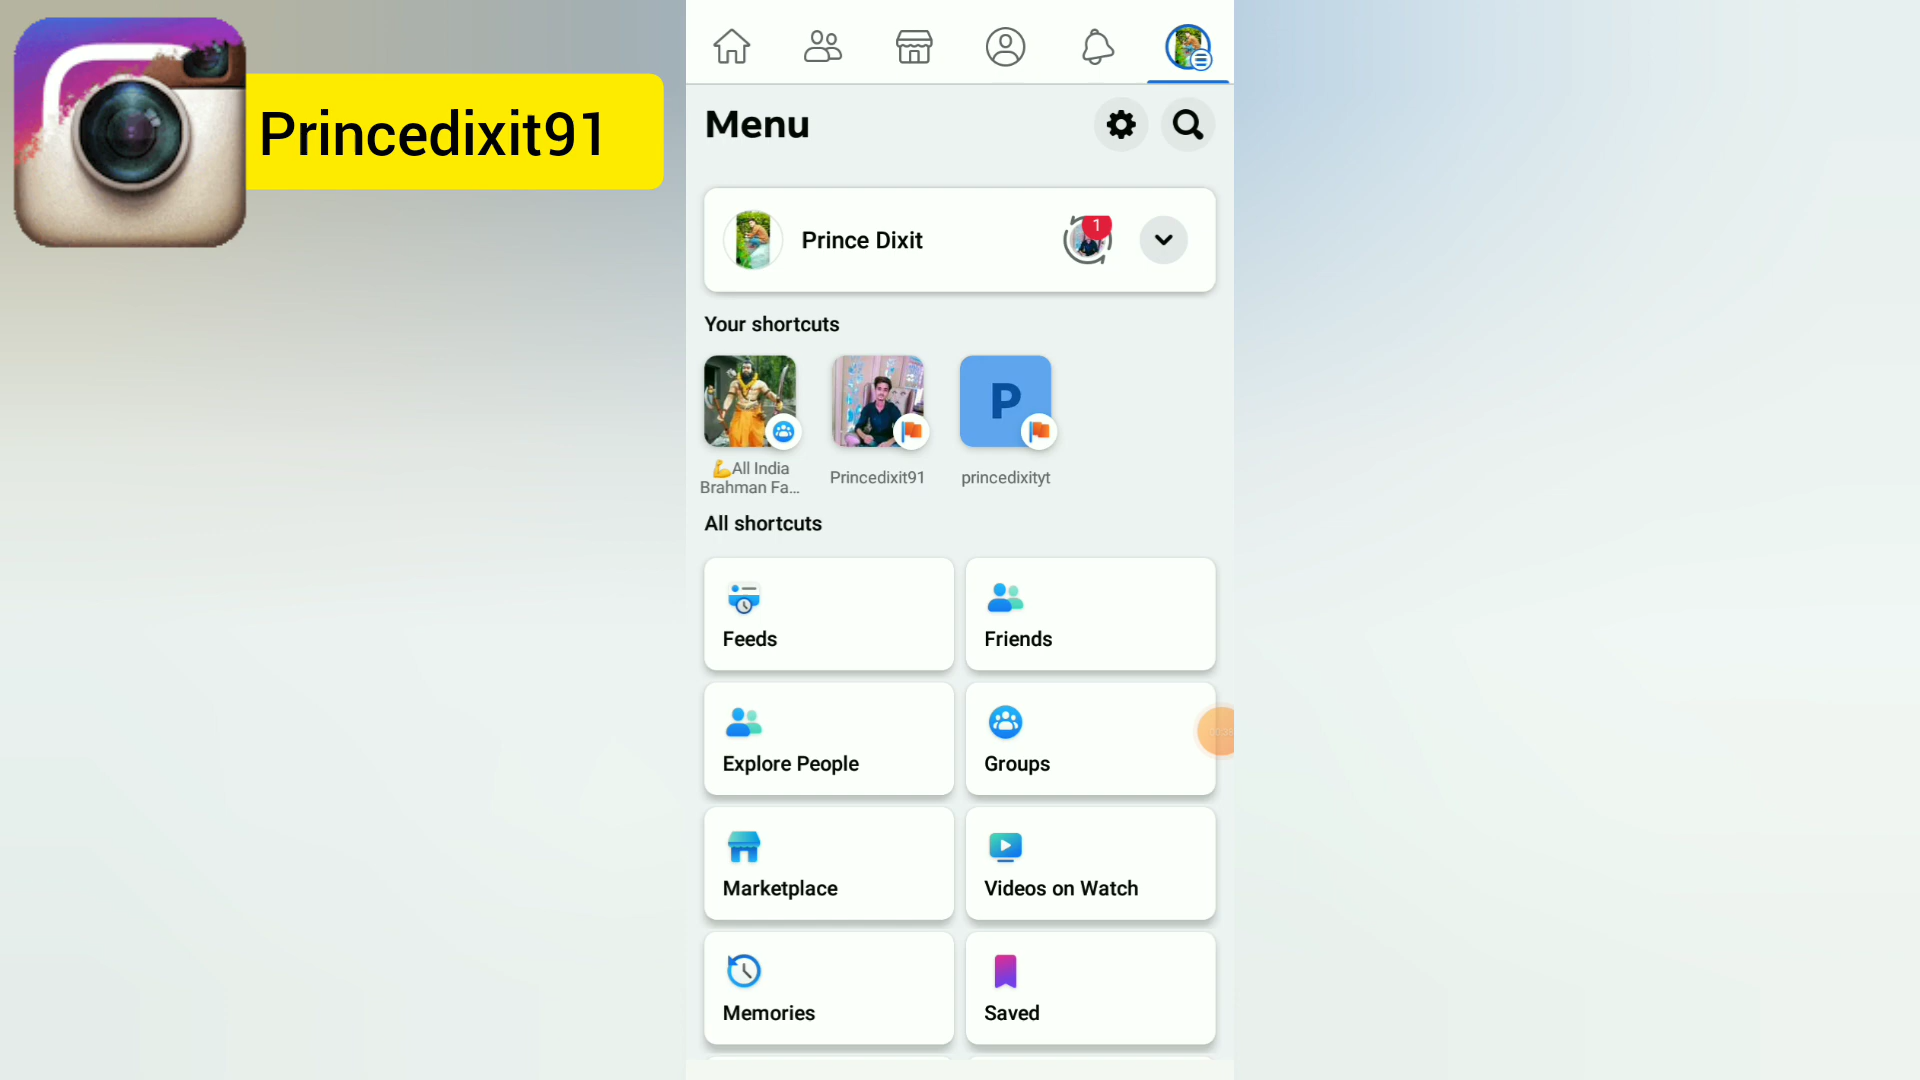 Princedixit91
Menu
Prince Dixit
1
Your shortcuts
💪All India
Brahman Fa...
Princedixit91
P
princedixityt
All shortcuts
Feeds
Friends
Explore People
Groups
Marketplace
Videos on Watch
Memories
Saved